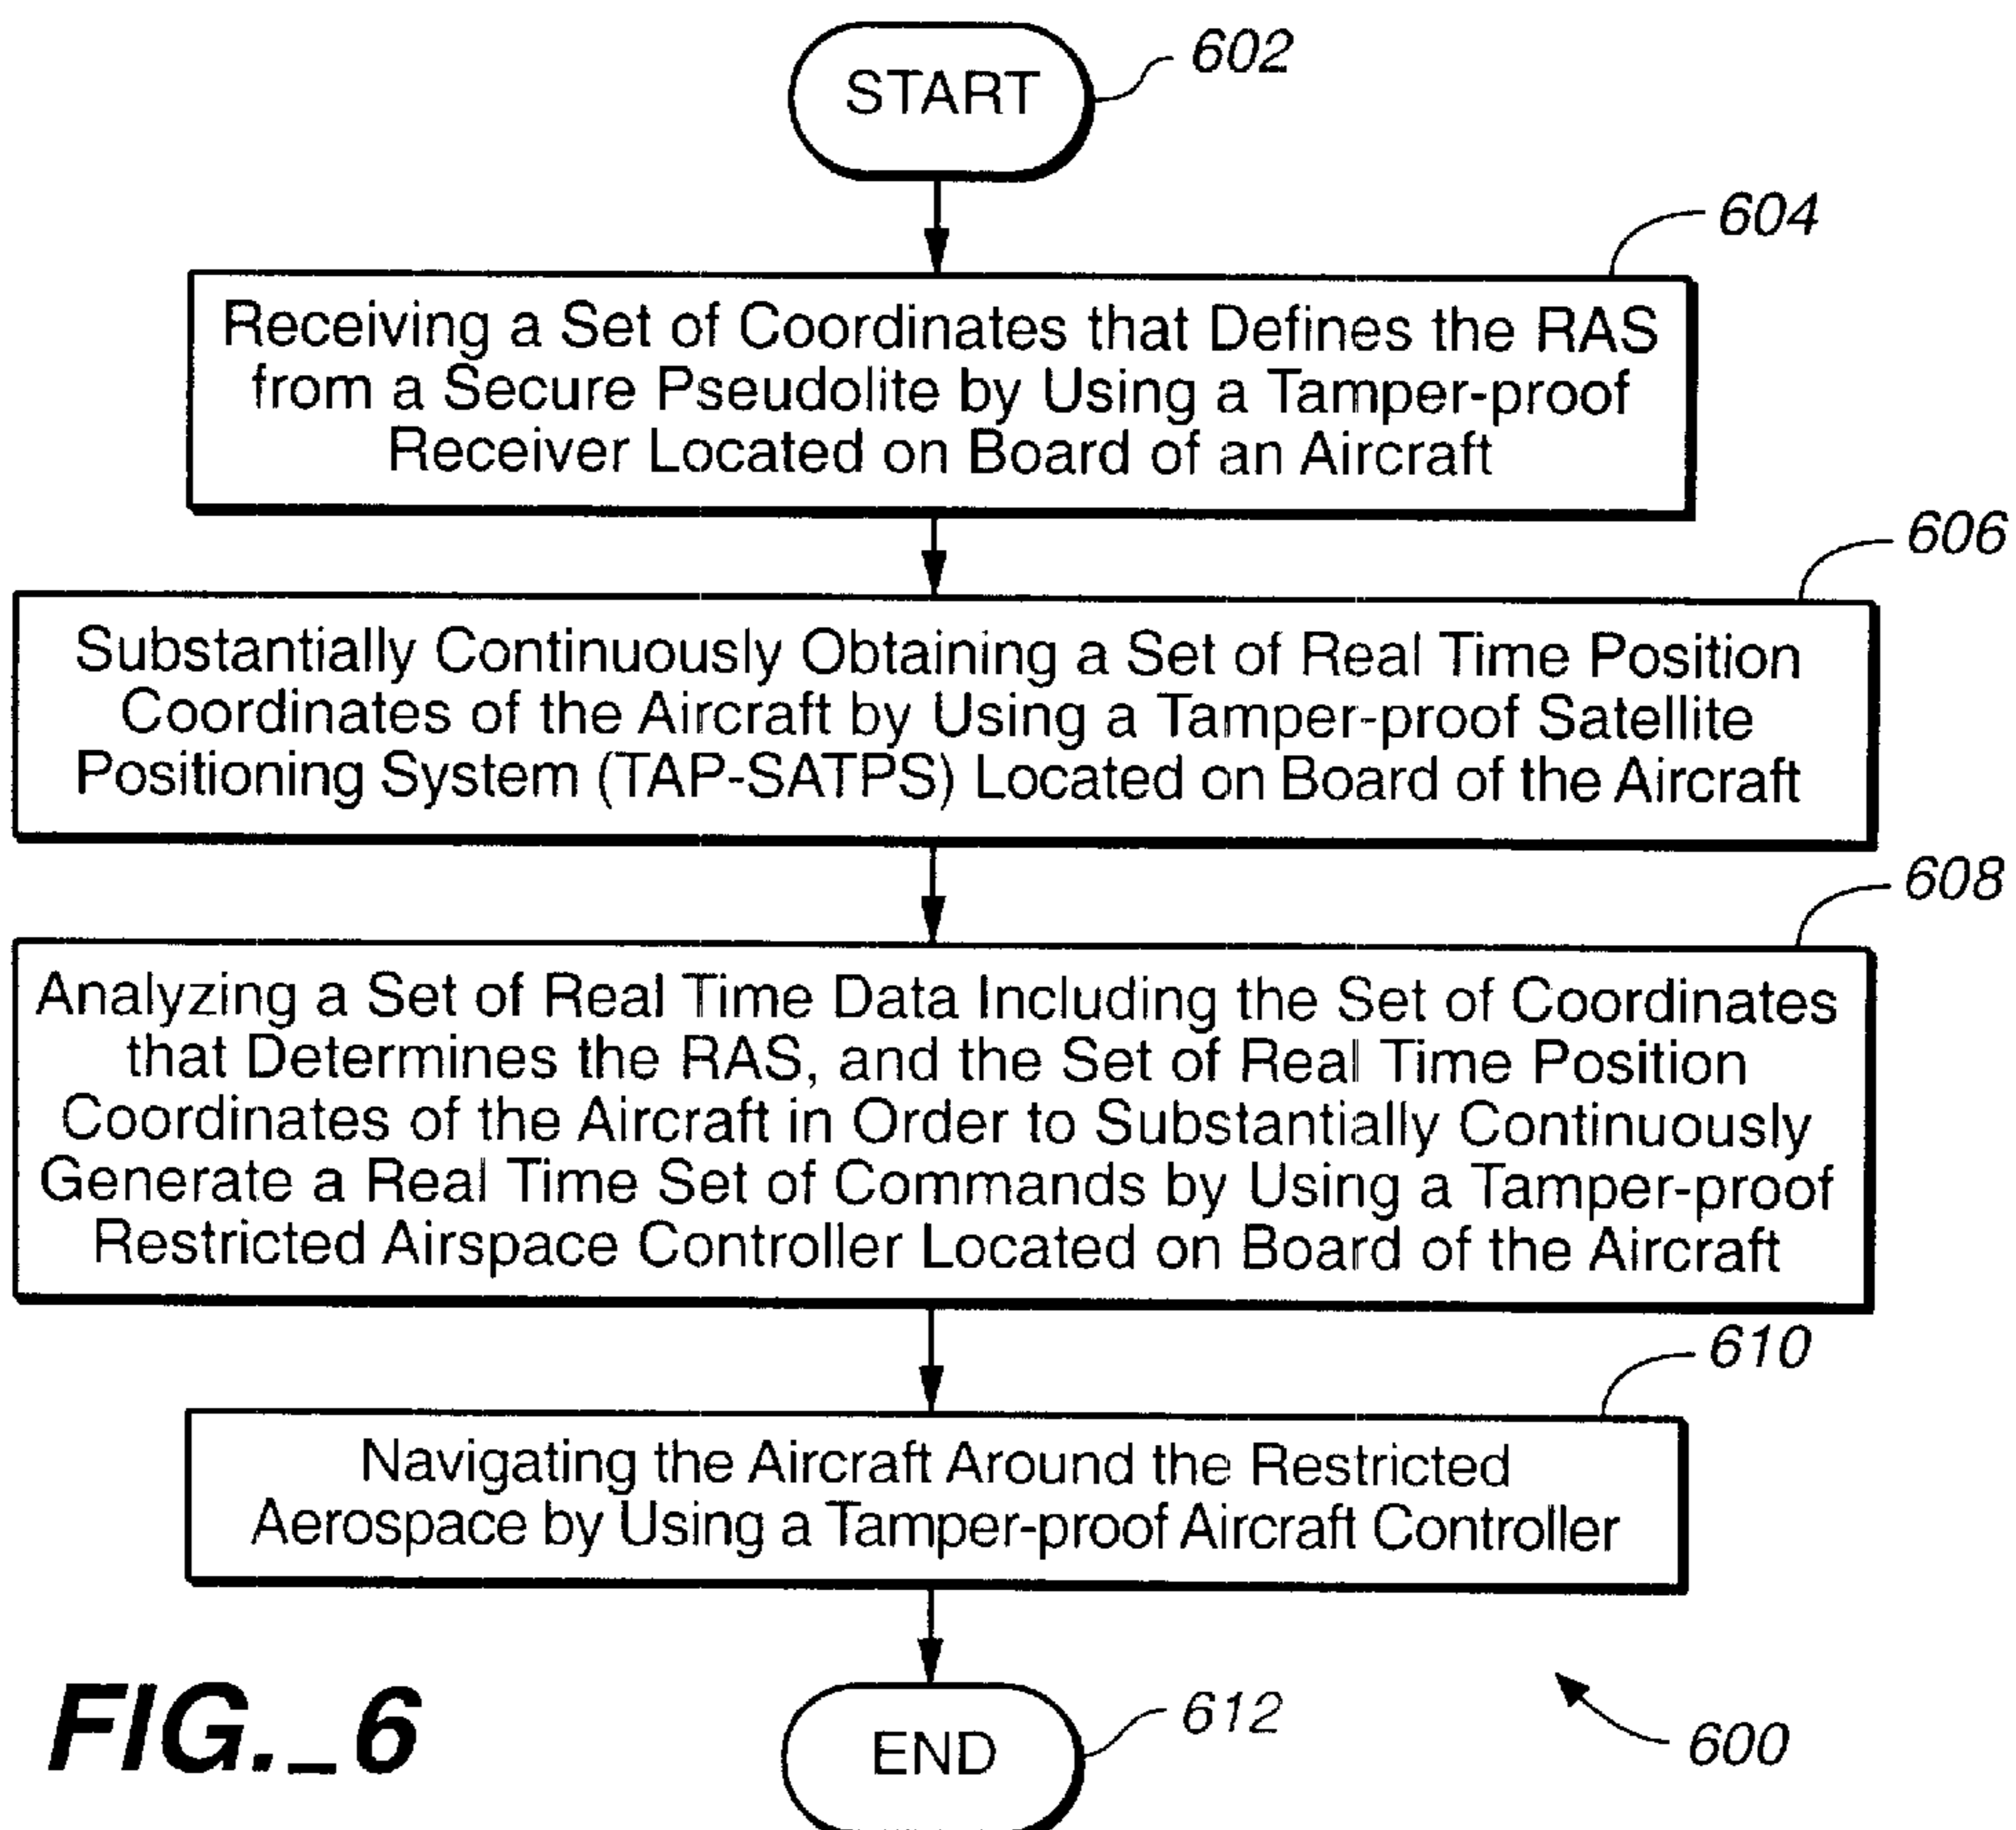 START
602
604
Receiving a Set of Coordinates that Defines the RAS
from a Secure Pseudolite by Using a Tamper-proof
Receiver Located on Board of an Aircraft
606
Substantially Continuously Obtaining a Set of Real Time Position
Coordinates of the Aircraft by Using a Tamper-proof Satellite
Positioning System (TAP-SATPS) Located on Board of the Aircraft
608
Analyzing a Set of Real Time Data Including the Set of Coordinates
that Determines the RAS, and the Set of Real Time Position
Coordinates of the Aircraft in Order to Substantially Continuously
Generate a Real Time Set of Commands by Using a Tamper-proof
Restricted Airspace Controller Located on Board of the Aircraft
610
Navigating the Aircraft Around the Restricted
Aerospace by Using a Tamper-proof Aircraft Controller
END
612
600
FIG._6